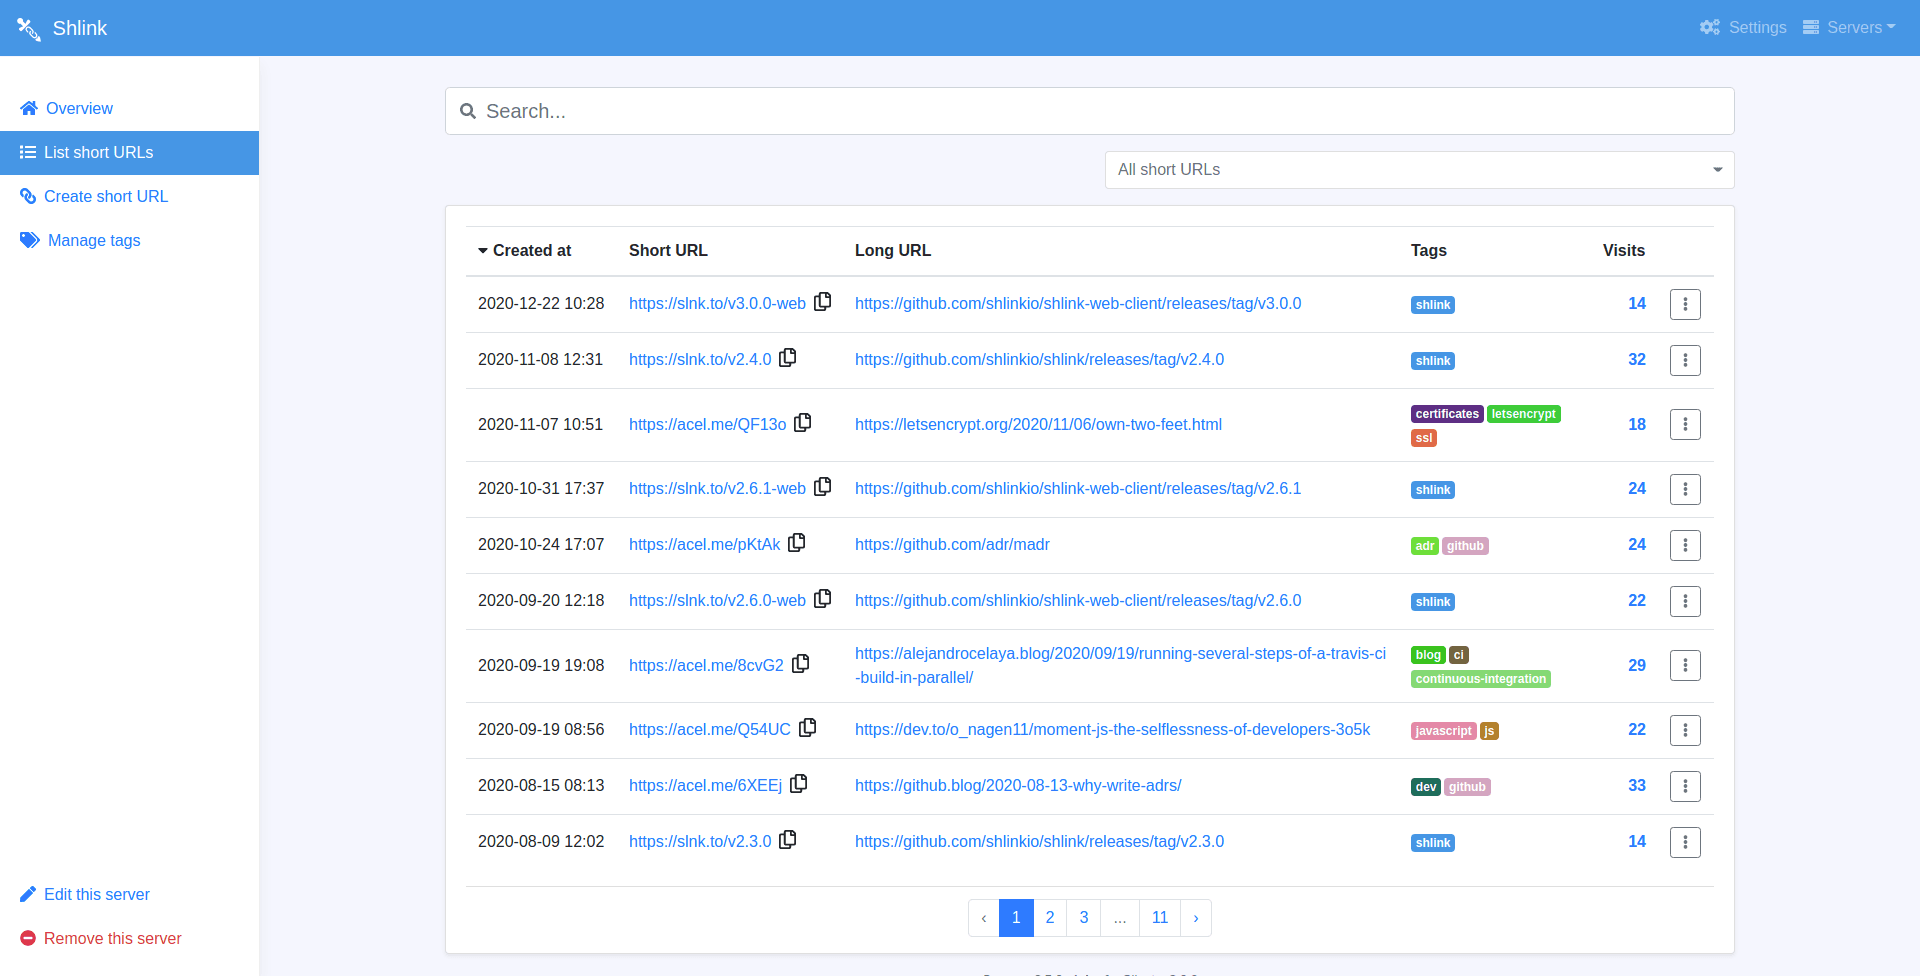 Shlink
Settings
Servers
Overview
List short URLs
Create short URL
Manage tags
Edit this server
Remove this server
Search...
All short URLs
Created at Short URL Long URL Tags Visits
2020-12-22 10:28 https://slnk.to/v3.0.0-web https://github.com/shlinkio/shlink-web-client/releases/tag/v3.0.0 shlink 14
2020-11-08 12:31 https://slnk.to/v2.4.0 https://github.com/shlinkio/shlink/releases/tag/v2.4.0 shlink 32
2020-11-07 10:51 https://acel.me/QF13o https://letsencrypt.org/2020/11/06/own-two-feet.html certificates letsencrypt 18
ssl
2020-10-31 17:37 https://slnk.to/v2.6.1-web https://github.com/shlinkio/shlink-web-client/releases/tag/v2.6.1 shlink 24
2020-10-24 17:07 https://acel.me/pKtAk https://github.com/adr/madr adr github 24
2020-09-20 12:18 https://slnk.to/v2.6.0-web https://github.com/shlinkio/shlink-web-client/releases/tag/v2.6.0 shlink 22
2020-09-19 19:08 https://acel.me/8cvG2 https://alejandrocelaya.blog/2020/09/19/running-several-steps-of-a-travis-ci blog ci 29
-build-in-parallel/ continuous-integration
2020-09-19 08:56 https://acel.me/Q54UC https://dev.to/o_nagen11/moment-js-the-selflessness-of-developers-3o5k javascript js 22
2020-08-15 08:13 https://acel.me/6XEEj https://github.blog/2020-08-13-why-write-adrs/ dev github 33
2020-08-09 12:02 https://slnk.to/v2.3.0 https://github.com/shlinkio/shlink/releases/tag/v2.3.0 shlink 14
‹ 1 2 3 ... 11 ›